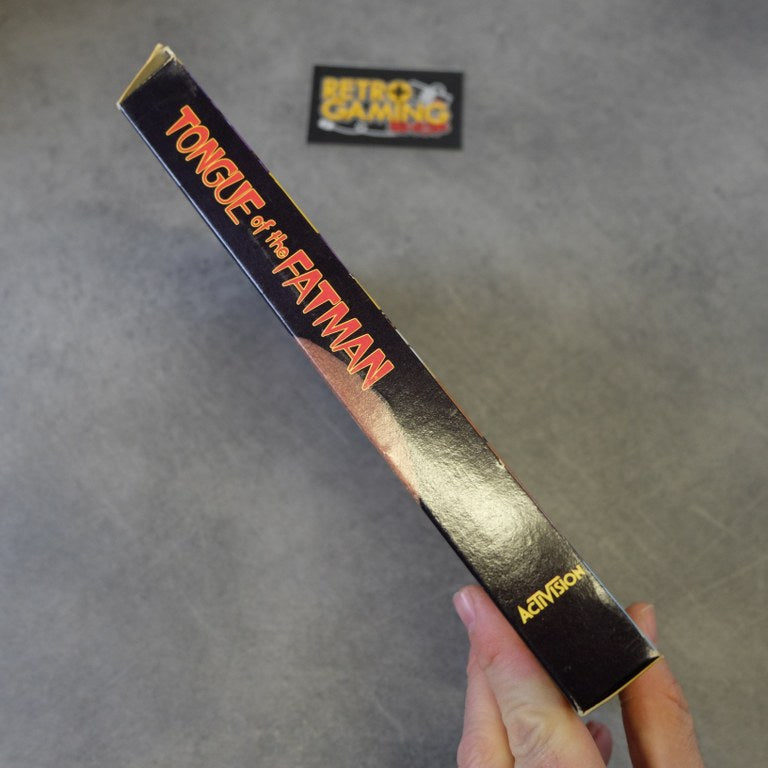 RETRO
GAMING
TONGUE of the FATMAN
ACTIVISION